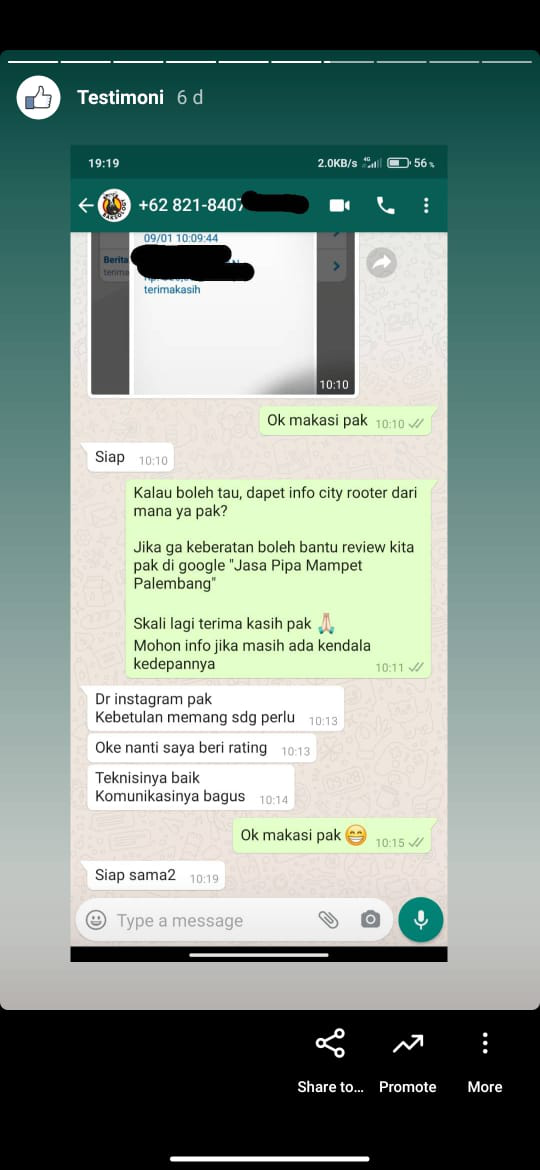 Testimoni 6 d
19:19
2.0KB/s 4G 56%
+62 821-8407
09/01 10:09:44
Berita
terima
terimakasih
10:10
Ok makasi pak 10:10
Siap 10:10
Kalau boleh tau, dapet info city rooter dari
mana ya pak?
Jika ga keberatan boleh bantu review kita
pak di google "Jasa Pipa Mampet
Palembang"
Skali lagi terima kasih pak 🙏🏻
Mohon info jika masih ada kendala
kedepannya 10:11
Dr instagram pak
Kebetulan memang sdg perlu 10:13
Oke nanti saya beri rating 10:13
Teknisinya baik
Komunikasinya bagus 10:14
Ok makasi pak 😁 10:15
Siap sama2 10:19
Type a message
Share to... Promote More